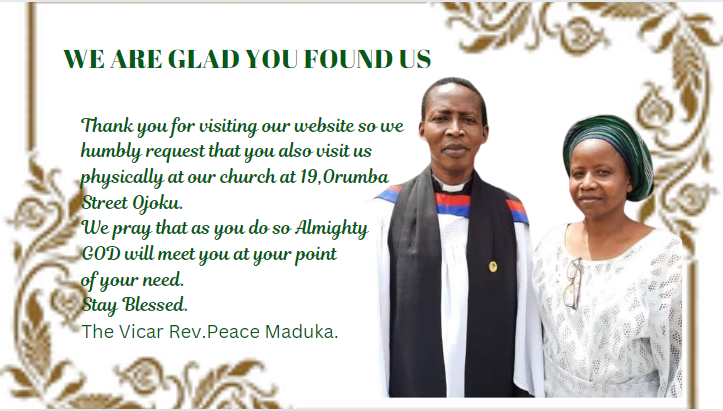 WE ARE GLAD YOU FOUND US
Thank you for visiting our website so we
humbly request that you also visit us
physically at our church at 19,Orumba
Street Ojoku.
We pray that as you do so Almighty
GOD will meet you at your point
of your need.
Stay Blessed.
The Vicar Rev.Peace Maduka.